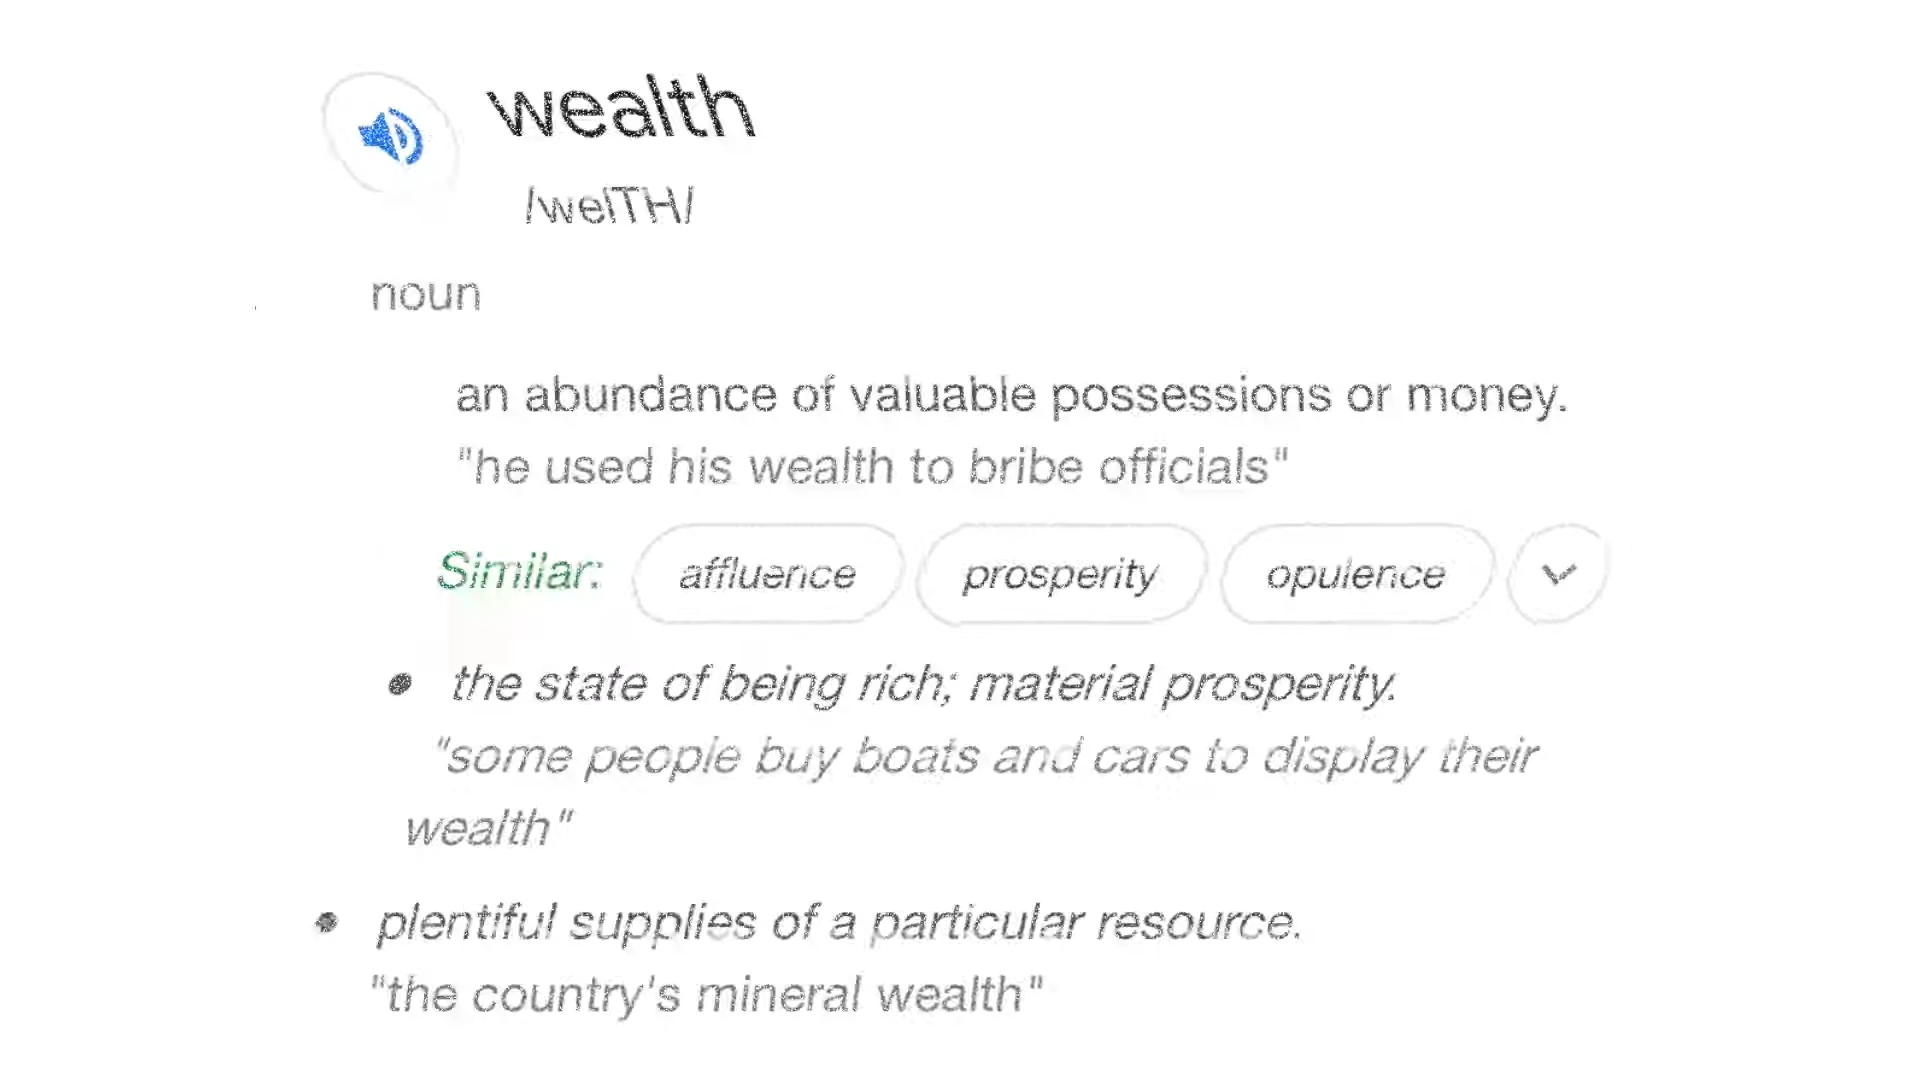 wealth
/welTH/
noun
an abundance of valuable possessions or money.
"he used his wealth to bribe officials"
Similar: affluence prosperity opulence
• the state of being rich; material prosperity.
"some people buy boats and cars to display their
wealth"
• plentiful supplies of a particular resource.
"the country's mineral wealth"